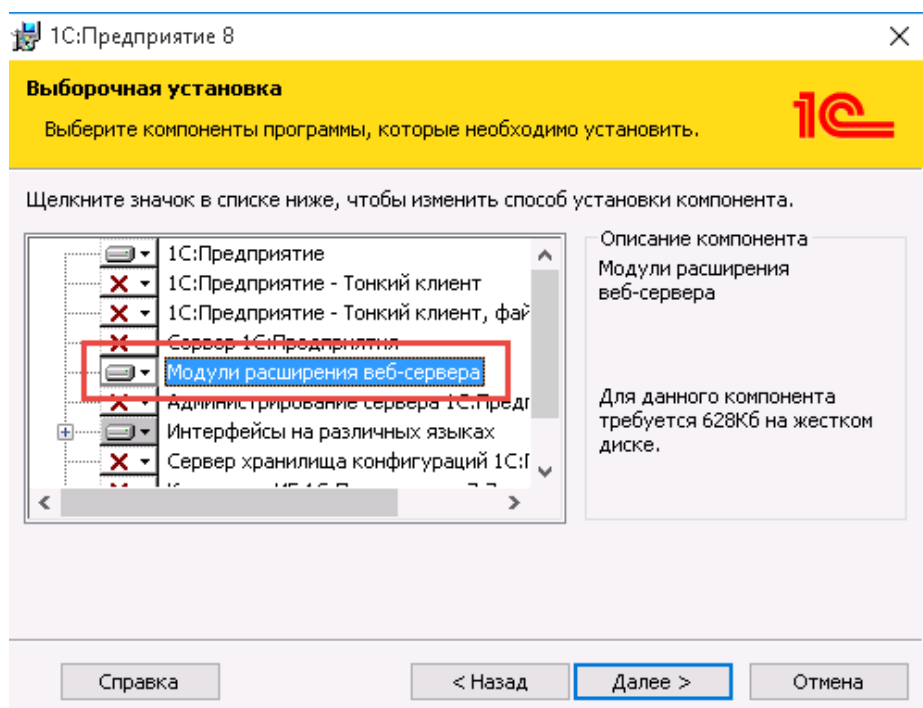 1С:Предприятие 8
Выборочная установка
Выберите компоненты программы, которые необходимо установить.
1С
Щелкните значок в списке ниже, чтобы изменить способ установки компонента.
1С:Предприятие
1С:Предприятие - Тонкий клиент
1С:Предприятие - Тонкий клиент, фай
Сервер 1С:Предприятия
Модули расширения веб-сервера
Администрирование сервера 1С:Предп
Интерфейсы на различных языках
Сервер хранилища конфигураций 1С:П
Описание компонента
Модули расширения
веб-сервера
Для данного компонента
требуется 628Кб на жестком
диске.
Справка
< Назад
Далее >
Отмена